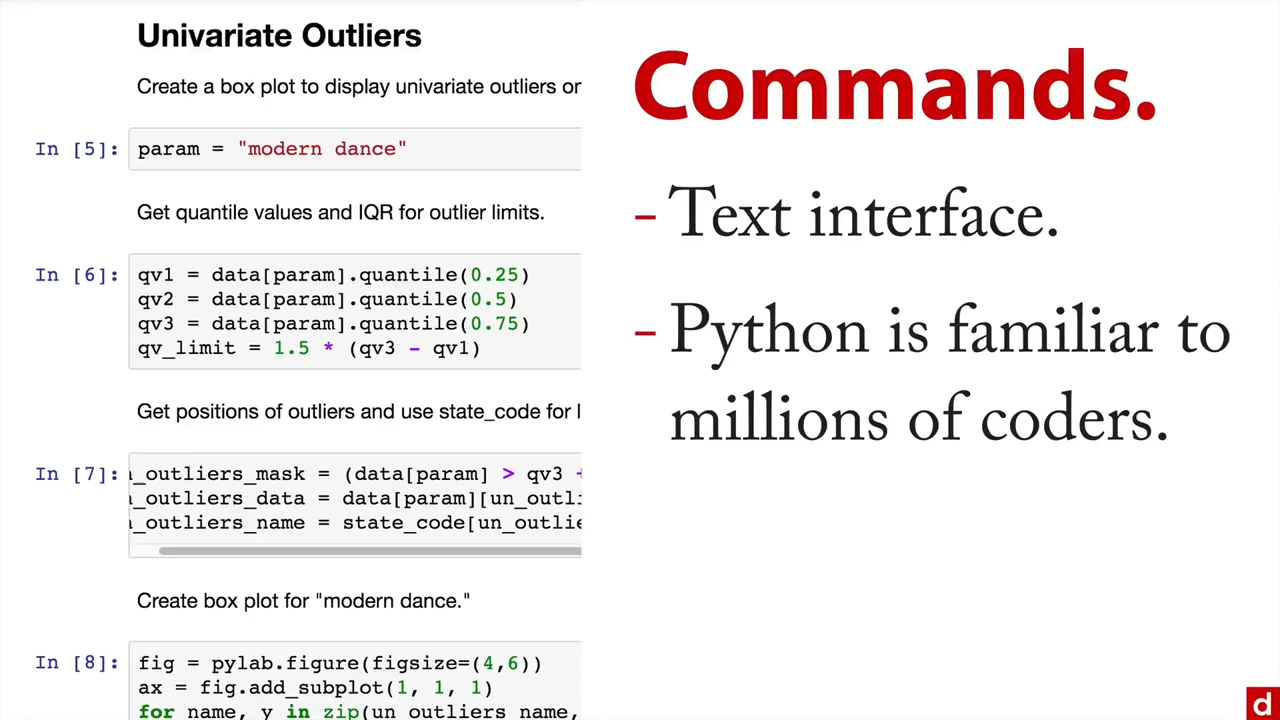 Univariate Outliers
Create a box plot to display univariate outliers on
In [5]: param = "modern dance"
Get quantile values and IQR for outlier limits.
In [6]: qv1 = data[param].quantile(0.25)
qv2 = data[param].quantile(0.5)
qv3 = data[param].quantile(0.75)
qv_limit = 1.5 * (qv3 - qv1)
Get positions of outliers and use state_code for l
In [7]: n_outliers_mask = (data[param] > qv3 +
n_outliers_data = data[param][un_outli
n_outliers_name = state_code[un_outlie
Create box plot for "modern dance."
In [8]: fig = pylab.figure(figsize=(4,6))
ax = fig.add_subplot(1, 1, 1)
for name, y in zip(un_outliers_name,
Commands.
- Text interface.
- Python is familiar to
millions of coders.
d